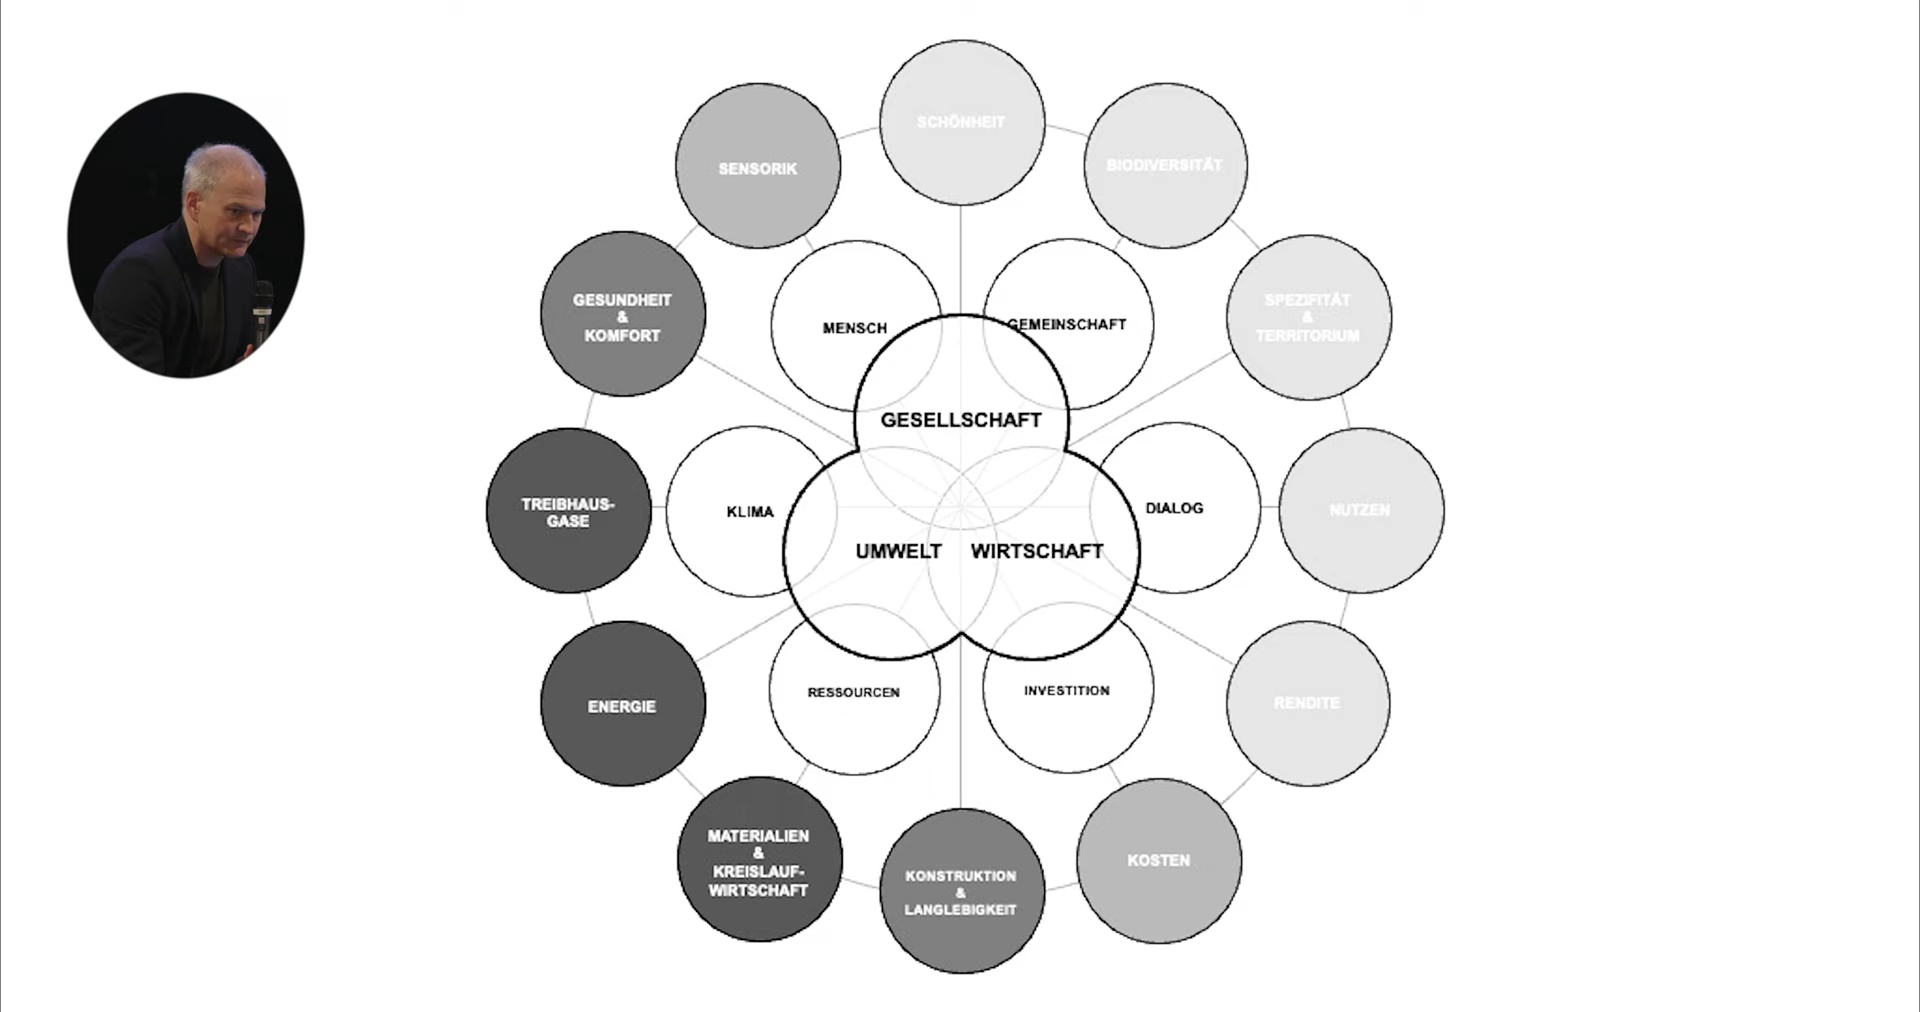 SCHÖNHEIT
BIODIVERSITÄT
SENSORIK
GESUNDHEIT
&
KOMFORT
SPEZIFITÄT
&
TERRITORIUM
MENSCH
GEMEINSCHAFT
GESELLSCHAFT
TREIBHAUS-
GASE
KLIMA
DIALOG
NUTZEN
UMWELT
WIRTSCHAFT
ENERGIE
RESSOURCEN
INVESTITION
RENDITE
MATERIALIEN
&
KREISLAUF-
WIRTSCHAFT
KONSTRUKTION
&
LANGLEBIGKEIT
KOSTEN